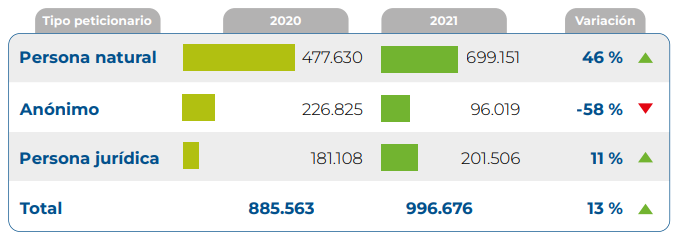 Tipo peticionario 2020 2021 Variación
Persona natural 477.630 699.151 46 %
Anónimo 226.825 96.019 -58 %
Persona jurídica 181.108 201.506 11 %
Total 885.563 996.676 13 %